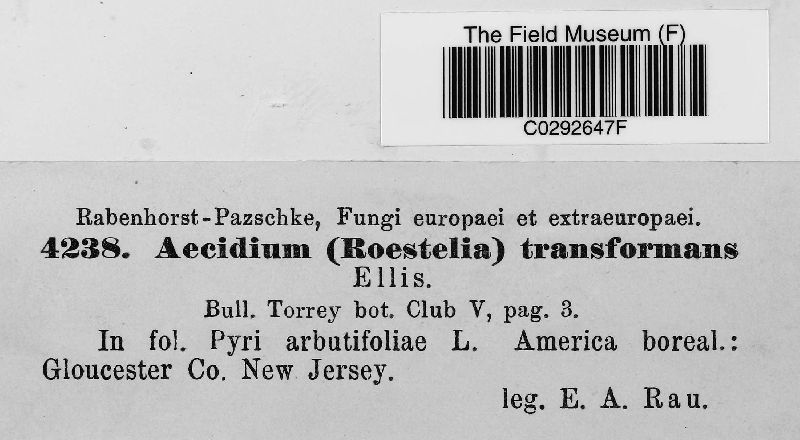 The Field Museum (F)
C0292647F
Rabenhorst-Pazschke, Fungi europaei et extraeuropaei.
4238. Aecidium (Roestelia) transformans
Ellis.
Bull. Torrey bot. Club V, pag. 3.
In fol. Pyri arbutifoliae L. America boreal.:
Gloucester Co. New Jersey.
leg. E. A. Rau.